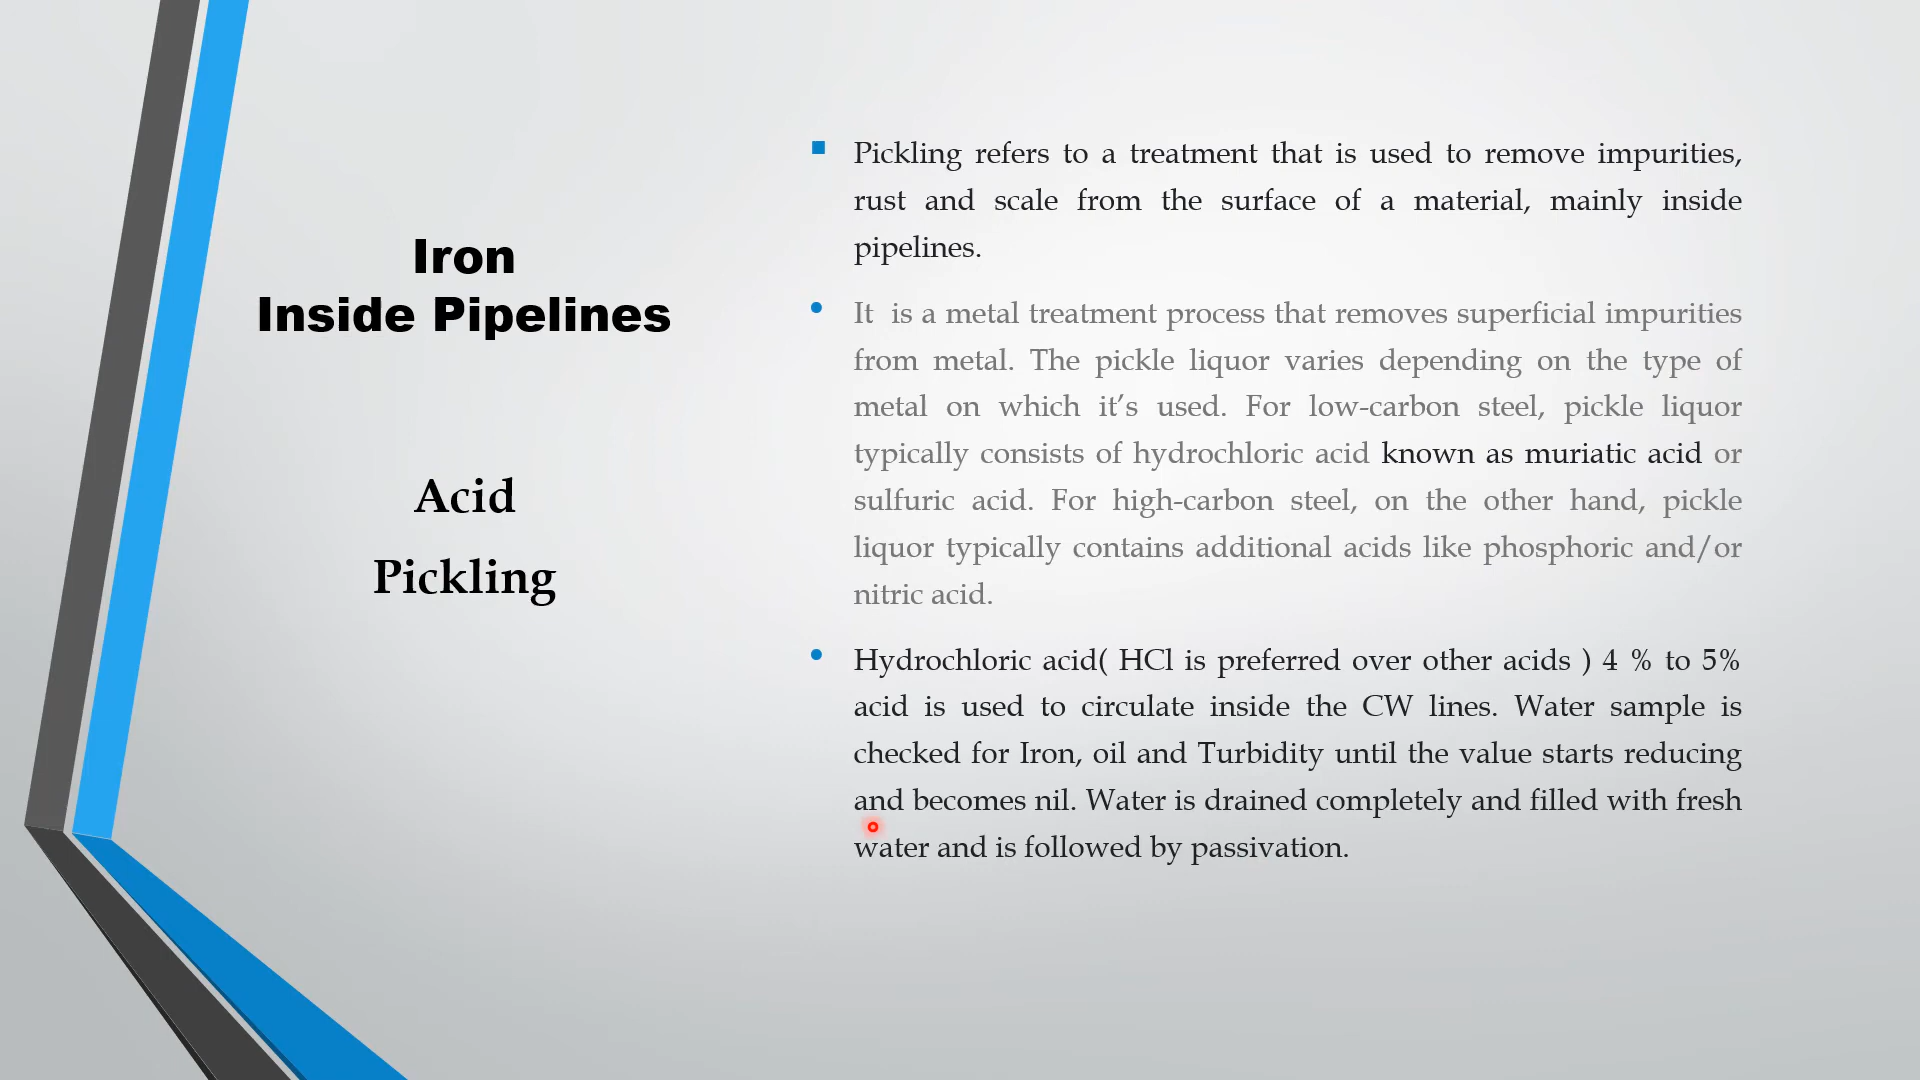 Iron
Inside Pipelines
Acid
Pickling
Pickling refers to a treatment that is used to remove impurities,
rust and scale from the surface of a material, mainly inside
pipelines.
It is a metal treatment process that removes superficial impurities
from metal. The pickle liquor varies depending on the type of
metal on which it’s used. For low-carbon steel, pickle liquor
typically consists of hydrochloric acid known as muriatic acid or
sulfuric acid. For high-carbon steel, on the other hand, pickle
liquor typically contains additional acids like phosphoric and/or
nitric acid.
Hydrochloric acid( HCl is preferred over other acids ) 4 % to 5%
acid is used to circulate inside the CW lines. Water sample is
checked for Iron, oil and Turbidity until the value starts reducing
and becomes nil. Water is drained completely and filled with fresh
water and is followed by passivation.